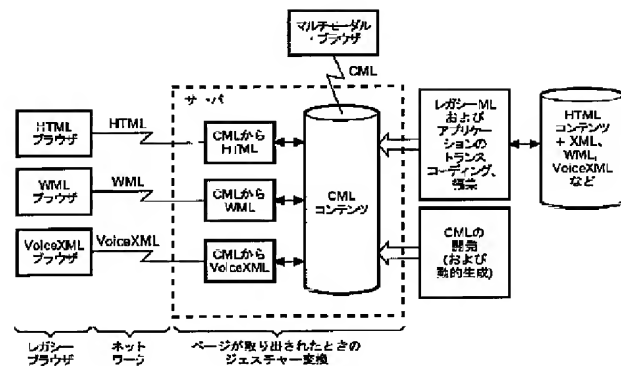 マルチモーダル
・ブラウザ
CML
サーバ
HTML
ブラウザ
HTML
CMLから
HTML
WML
ブラウザ
WML
CMLから
WML
VoiceXML
ブラウザ
VoiceXML
CMLから
VoiceXML
CML
コンテンツ
レガシーML
および
アプリケー
ションの
トランス
コーディング、
HTML
コンテンツ
+ XML、
WML,
VoiceXML
など
CMLの
開発
(および
動的生成)
レガシー
ブラウザ
ネット
ワーク
ページが取り出されたときの
ジェスチャー変換